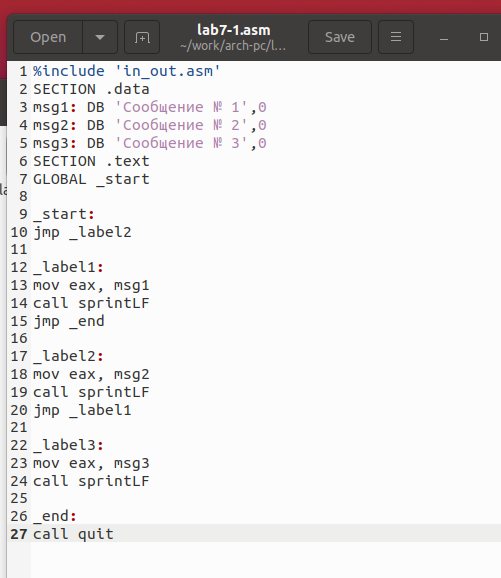 Open
lab7-1.asm
~/work/arch-pc/l…
Save
la
1 %include 'in_out.asm'
2 SECTION .data
3 msg1: DB 'Сообщение № 1',0
4 msg2: DB 'Сообщение № 2',0
5 msg3: DB 'Сообщение № 3',0
6 SECTION .text
7 GLOBAL _start
8
9 _start:
10 jmp _label2
11
12 _label1:
13 mov eax, msg1
14 call sprintLF
15 jmp _end
16
17 _label2:
18 mov eax, msg2
19 call sprintLF
20 jmp _label1
21
22 _label3:
23 mov eax, msg3
24 call sprintLF
25
26 _end:
27 call quit